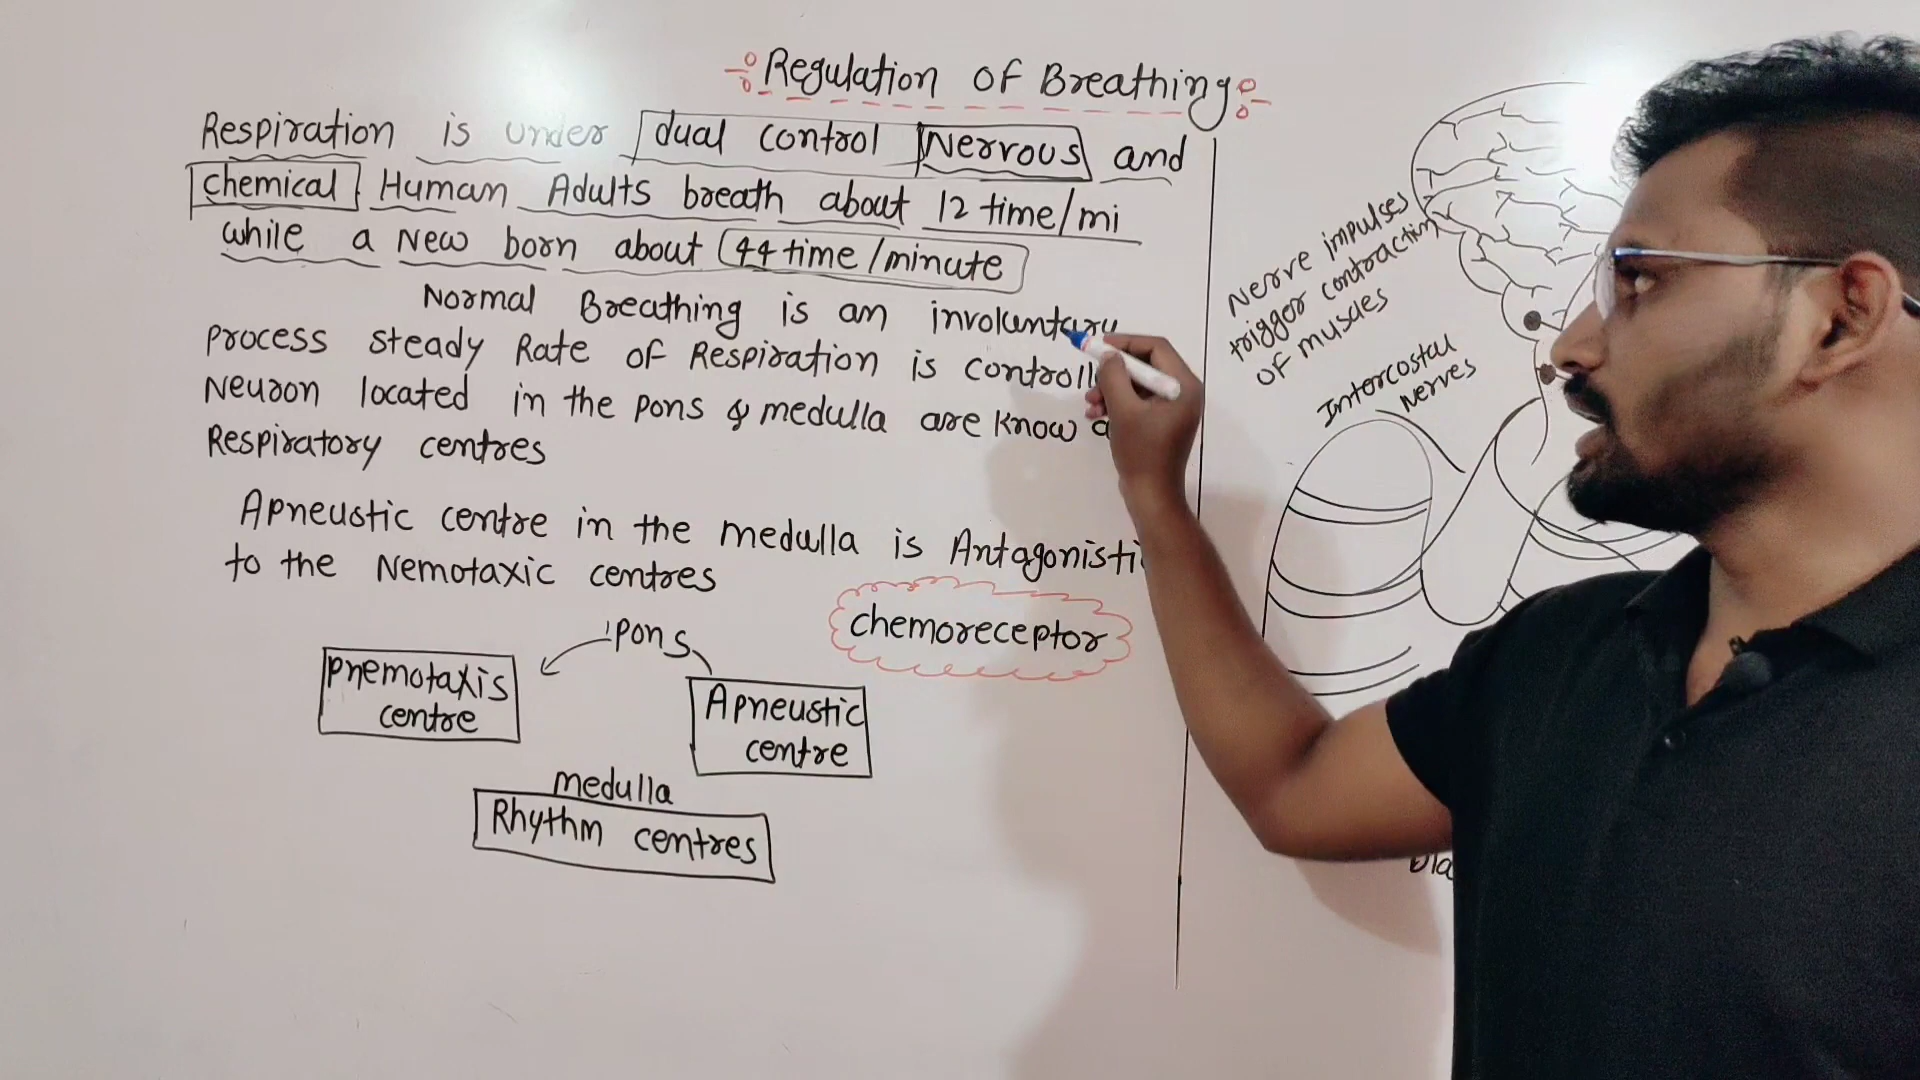 Regulation of Breathing
Respiration is under dual control Nervous and
chemical Human Adults breath about 12 time/mi
while a New born about 44 time/minute
Normal Breathing is an involuntary
process steady Rate of Respiration is controll
Neuron located in the pons & medulla are know a
Respiratory centres
Apneustic centre in the medulla is Antagonisti
to the Nemotaxic centres
pons
pnemotaxis
centre
Apneustic
centre
medulla
Rhythm centres
chemoreceptor
Nerve impulses
trigger contraction
of muscles
Intercostal
nerves
Dia